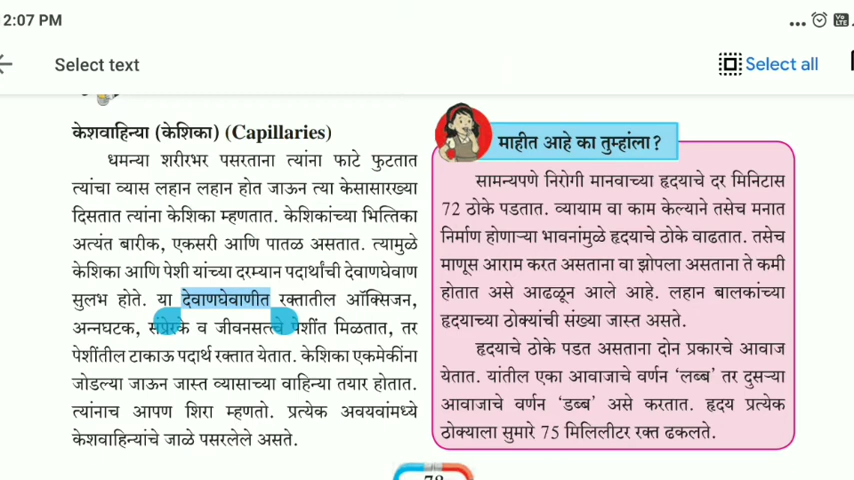 2:07 PM
Select text
Select all
केशवाहिन्या (केशिका) (Capillaries)
धमन्या शरीरभर पसरताना त्यांना फाटे फुटतात
त्यांचा व्यास लहान लहान होत जाऊन त्या केसासारख्या
दिसतात त्यांना केशिका म्हणतात. केशिकांच्या भित्तिका
अत्यंत बारीक, एकसरी आणि पातळ असतात. त्यामुळे
केशिका आणि पेशी यांच्या दरम्यान पदार्थांची देवाणघेवाण
सुलभ होते. या देवाणघेवाणीत रक्तातील ऑक्सिजन,
अन्नघटक, संप्रेरके व जीवनसत्त्वे पेशींत मिळतात, तर
पेशींतील टाकाऊ पदार्थ रक्तात येतात. केशिका एकमेकींना
जोडल्या जाऊन जास्त व्यासाच्या वाहिन्या तयार होतात.
त्यांनाच आपण शिरा म्हणतो. प्रत्येक अवयवांमध्ये
केशवाहिन्यांचे जाळे पसरलेले असते.
माहीत आहे का तुम्हांला ?
सामान्यपणे निरोगी मानवाच्या हृदयाचे दर मिनिटास
72 ठोके पडतात. व्यायाम वा काम केल्याने तसेच मनात
निर्माण होणाऱ्या भावनांमुळे हृदयाचे ठोके वाढतात. तसेच
माणूस आराम करत असताना वा झोपला असताना ते कमी
होतात असे आढळून आले आहे. लहान बालकांच्या
हृदयाच्या ठोक्यांची संख्या जास्त असते.
हृदयाचे ठोके पडत असताना दोन प्रकारचे आवाज
येतात. यांतील एका आवाजाचे वर्णन ‘लब्ब’ तर दुसऱ्या
आवाजाचे वर्णन ‘डब्ब’ असे करतात. हृदय प्रत्येक
ठोक्याला सुमारे 75 मिलिलीटर रक्त ढकलते.